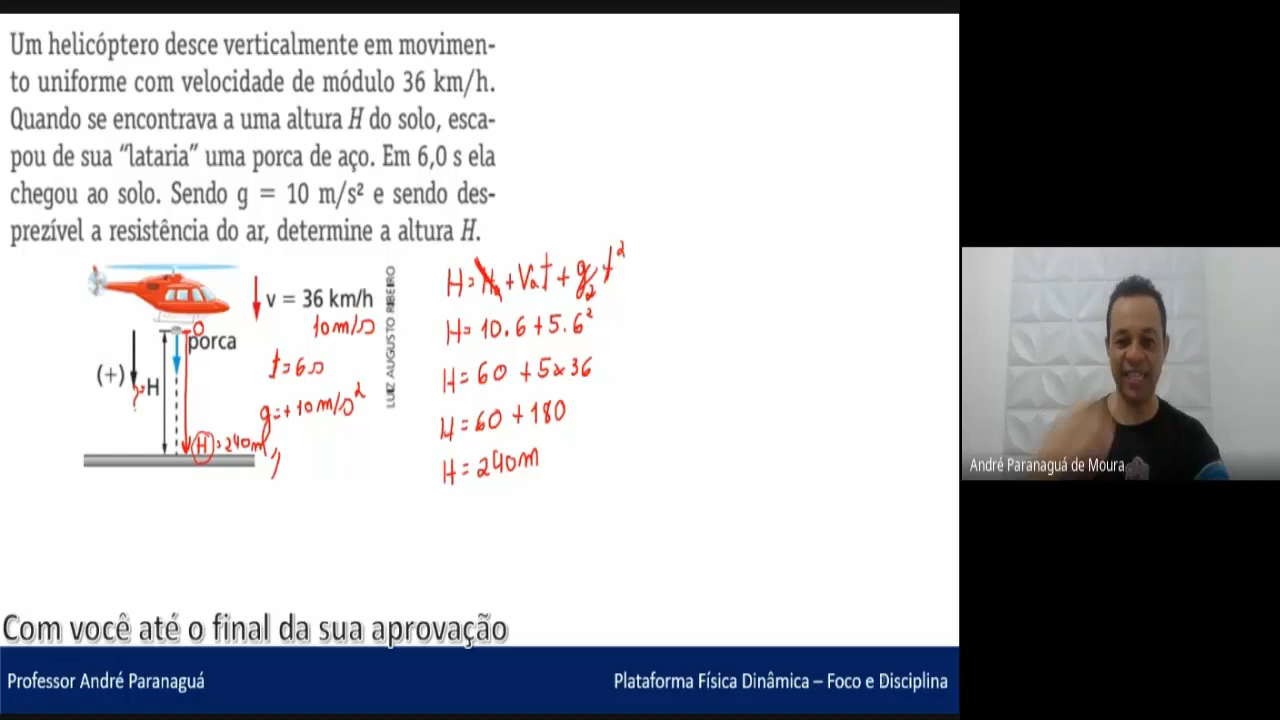 Um helicóptero desce verticalmente em movimen-
to uniforme com velocidade de módulo 36 km/h.
Quando se encontrava a uma altura H do solo, esca-
pou de sua “lataria” uma porca de aço. Em 6,0 s ela
chegou ao solo. Sendo g = 10 m/s² e sendo des-
prezível a resistência do ar, determine a altura H.
v = 36 km/h
10 m/s
O
porca
t = 6s
(+)
?=H
g = +10 m/s²
H = 240m
LUIZ AUGUSTO RIBEIRO
H = H₀ + V₀t + g/2 t²
H = 10.6 + 5.6²
H = 60 + 5x36
H = 60 + 180
H = 240m
André Paranaguá de Moura
Com você até o final da sua aprovação
Professor André Paranaguá
Plataforma Física Dinâmica – Foco e Disciplina